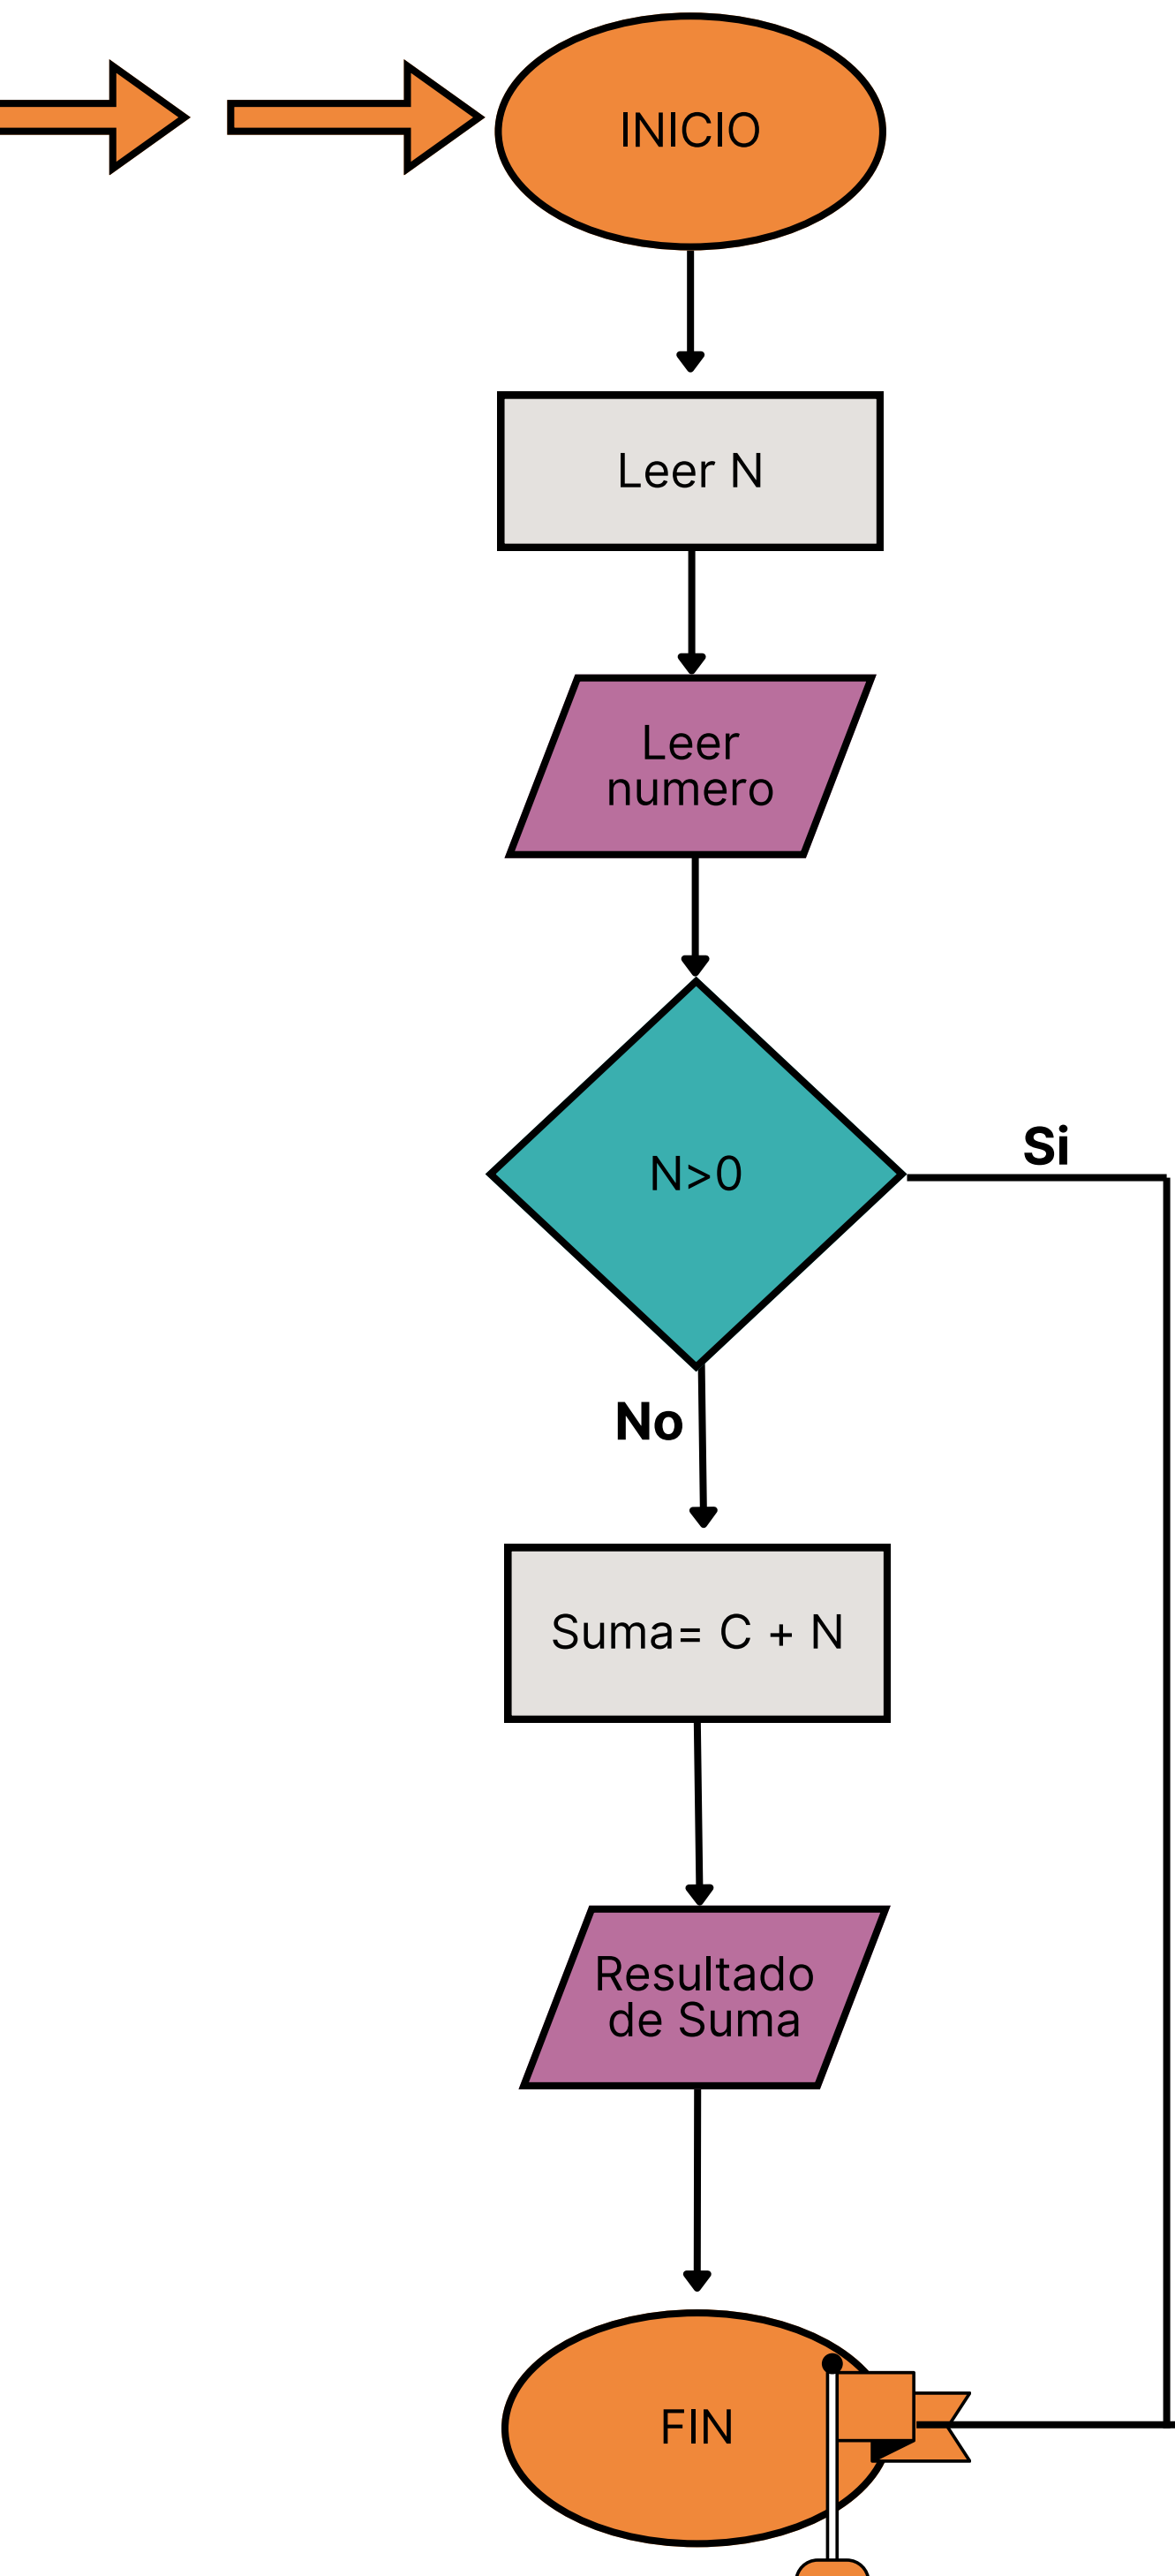 INICIO
Leer N
Leer
numero
N>0
Si
No
Suma= C + N
Resultado
de Suma
FIN